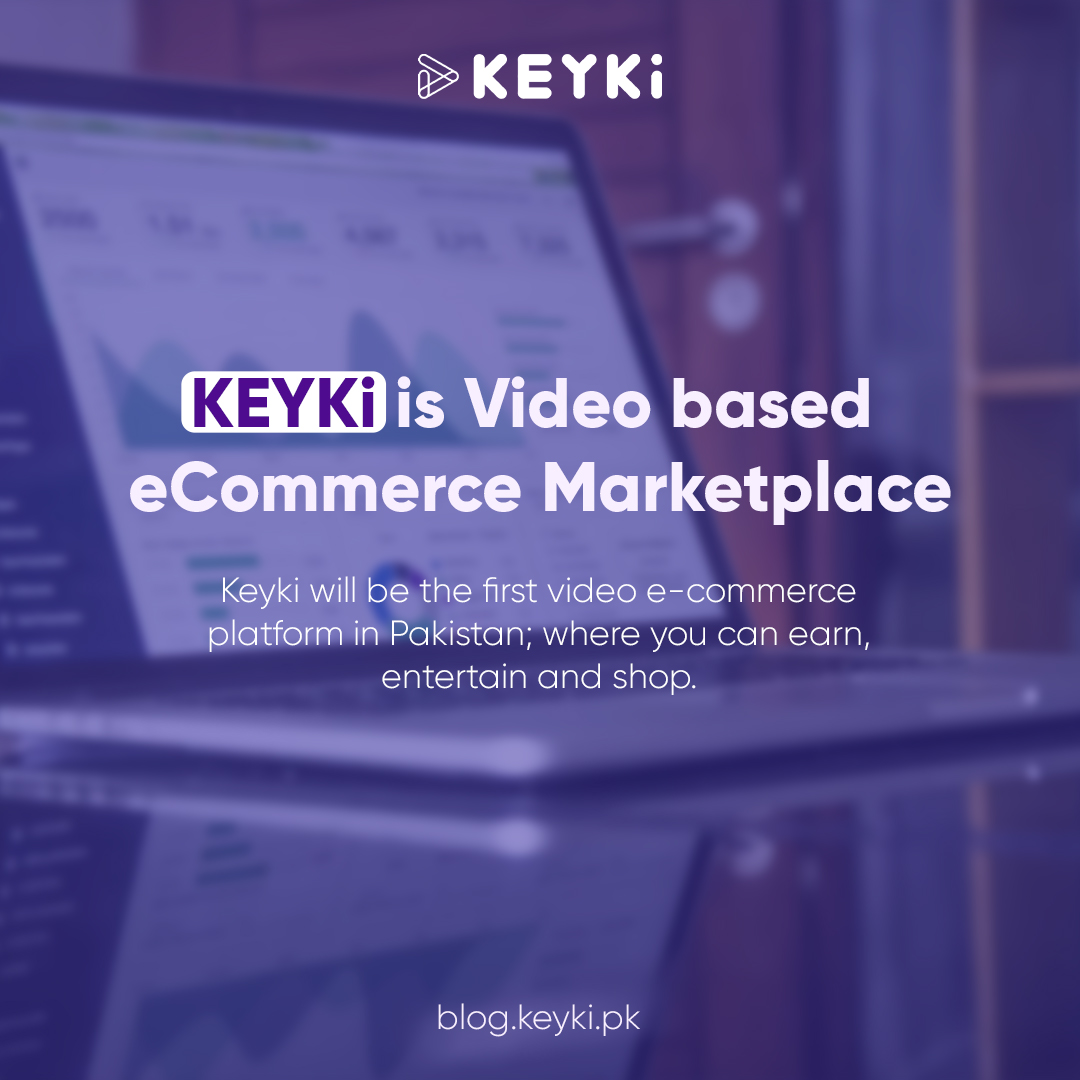 KEYKi
KEYKi is Video based
eCommerce Marketplace
Keyki will be the first video e-commerce
platform in Pakistan; where you can earn,
entertain and shop.
blog.keyki.pk